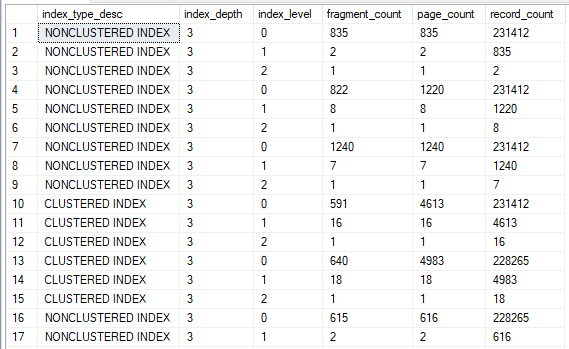 index_type_desc index_depth index_level fragment_count page_count record_count
1 NONCLUSTERED INDEX 3 0 835 835 231412
2 NONCLUSTERED INDEX 3 1 2 2 835
3 NONCLUSTERED INDEX 3 2 1 1 2
4 NONCLUSTERED INDEX 3 0 822 1220 231412
5 NONCLUSTERED INDEX 3 1 8 8 1220
6 NONCLUSTERED INDEX 3 2 1 1 8
7 NONCLUSTERED INDEX 3 0 1240 1240 231412
8 NONCLUSTERED INDEX 3 1 7 7 1240
9 NONCLUSTERED INDEX 3 2 1 1 7
10 CLUSTERED INDEX 3 0 591 4613 231412
11 CLUSTERED INDEX 3 1 16 16 4613
12 CLUSTERED INDEX 3 2 1 1 16
13 CLUSTERED INDEX 3 0 640 4983 228265
14 CLUSTERED INDEX 3 1 18 18 4983
15 CLUSTERED INDEX 3 2 1 1 18
16 NONCLUSTERED INDEX 3 0 615 616 228265
17 NONCLUSTERED INDEX 3 1 2 2 616